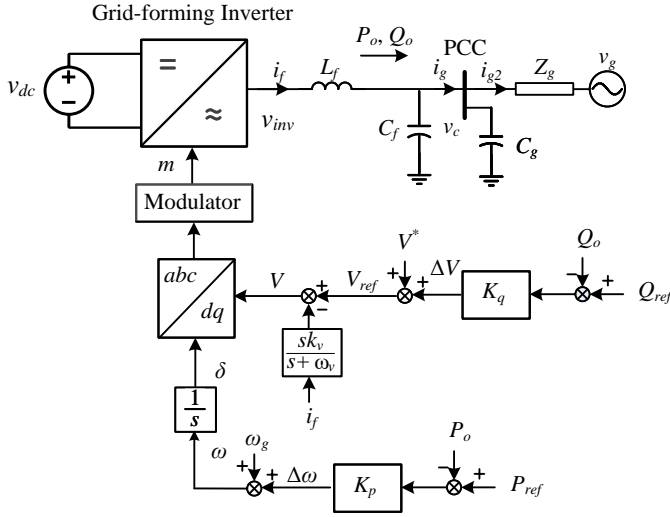 Grid-forming Inverter
P_o, Q_o
PCC
v_g
i_f
L_f
i_g
i_g2
Z_g
v_dc
+
−
=
≈
v_inv
C_f
v_c
C_g
m
Modulator
V^*
Q_o
abc
dq
V
+
−
V_ref
+
+
ΔV
K_q
−
+
Q_ref
sk_v
s + ω_v
δ
i_f
1
s
ω
ω_g
P_o
+
+
Δω
K_p
−
+
P_ref